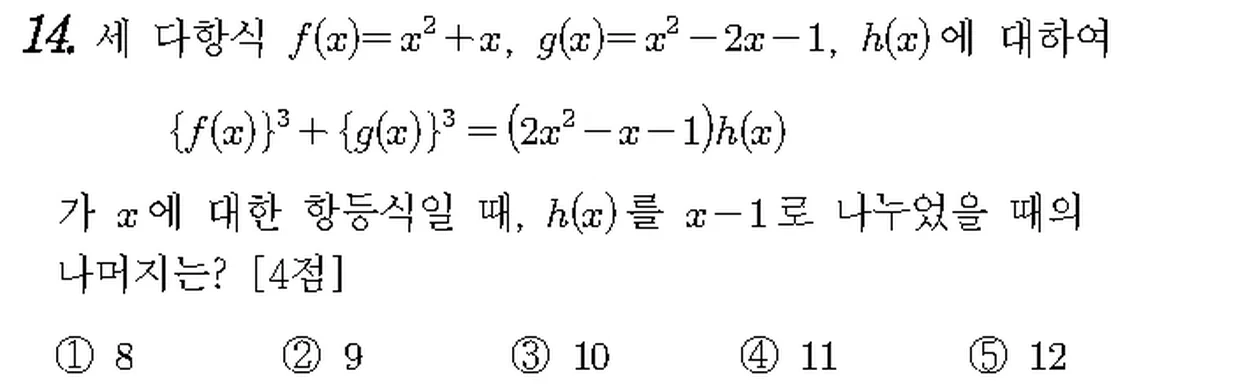 14. 세 다항식 f(x)=x²+x, g(x)=x²-2x-1, h(x)에 대하여
{f(x)}³+{g(x)}³=(2x²-x-1)h(x)
가 x에 대한 항등식일 때, h(x)를 x-1로 나누었을 때의
나머지는? [4점]
① 8 ② 9 ③ 10 ④ 11 ⑤ 12